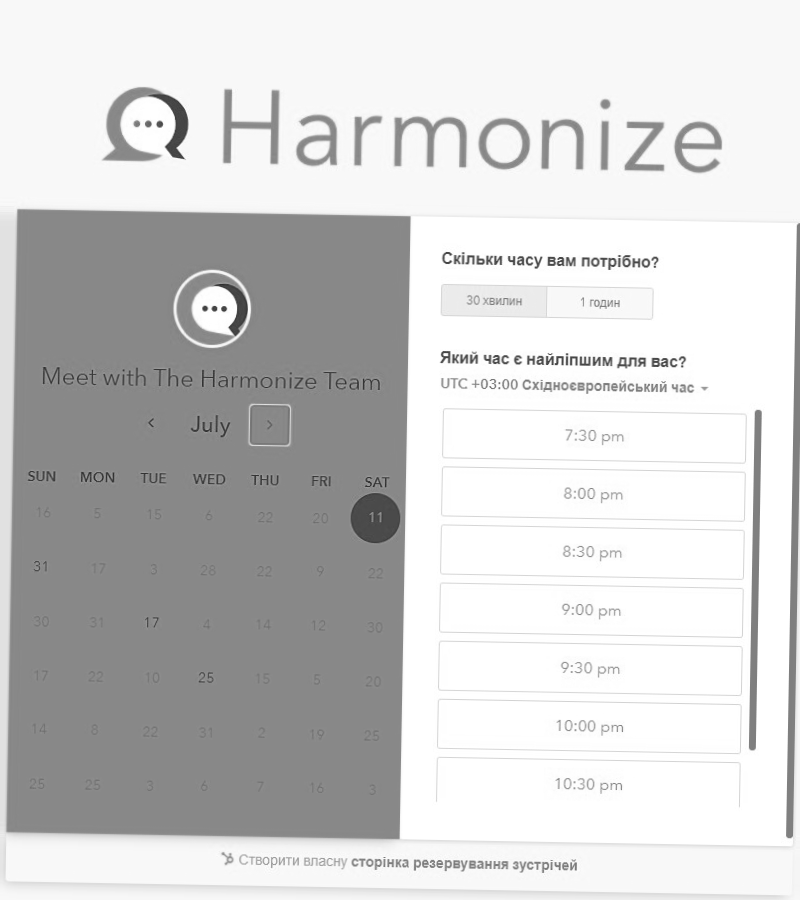 Harmonize
Meet with The Harmonize Team
July
SUN MON TUE WED THU FRI SAT
16 5 15 6 22 20 11
31 17 3 28 22 9 22
30 31 17 4 14 12 30
17 22 10 25 15 5 20
14 8 22 31 2 19 25
25 25 3 6 7 16 3
Скільки часу вам потрібно?
30 хвилин 1 годин
Який час є найліпшим для вас?
UTC +03:00 Східноєвропейський час
7:30 pm
8:00 pm
8:30 pm
9:00 pm
9:30 pm
10:00 pm
10:30 pm
Створити власну сторінка резервування зустрічей